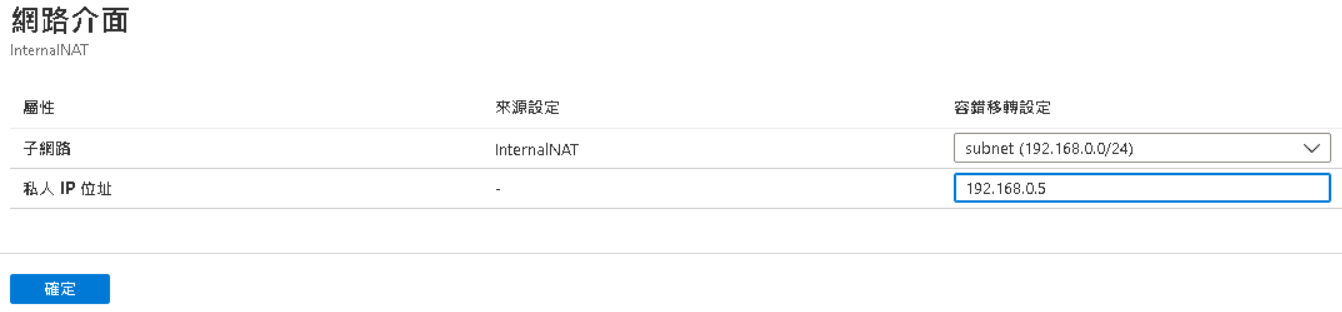 網路介面
InternalNAT
屬性 來源設定 容錯移轉設定
子網路 InternalNAT subnet (192.168.0.0/24)
私人 IP 位址 - 192.168.0.5
確定